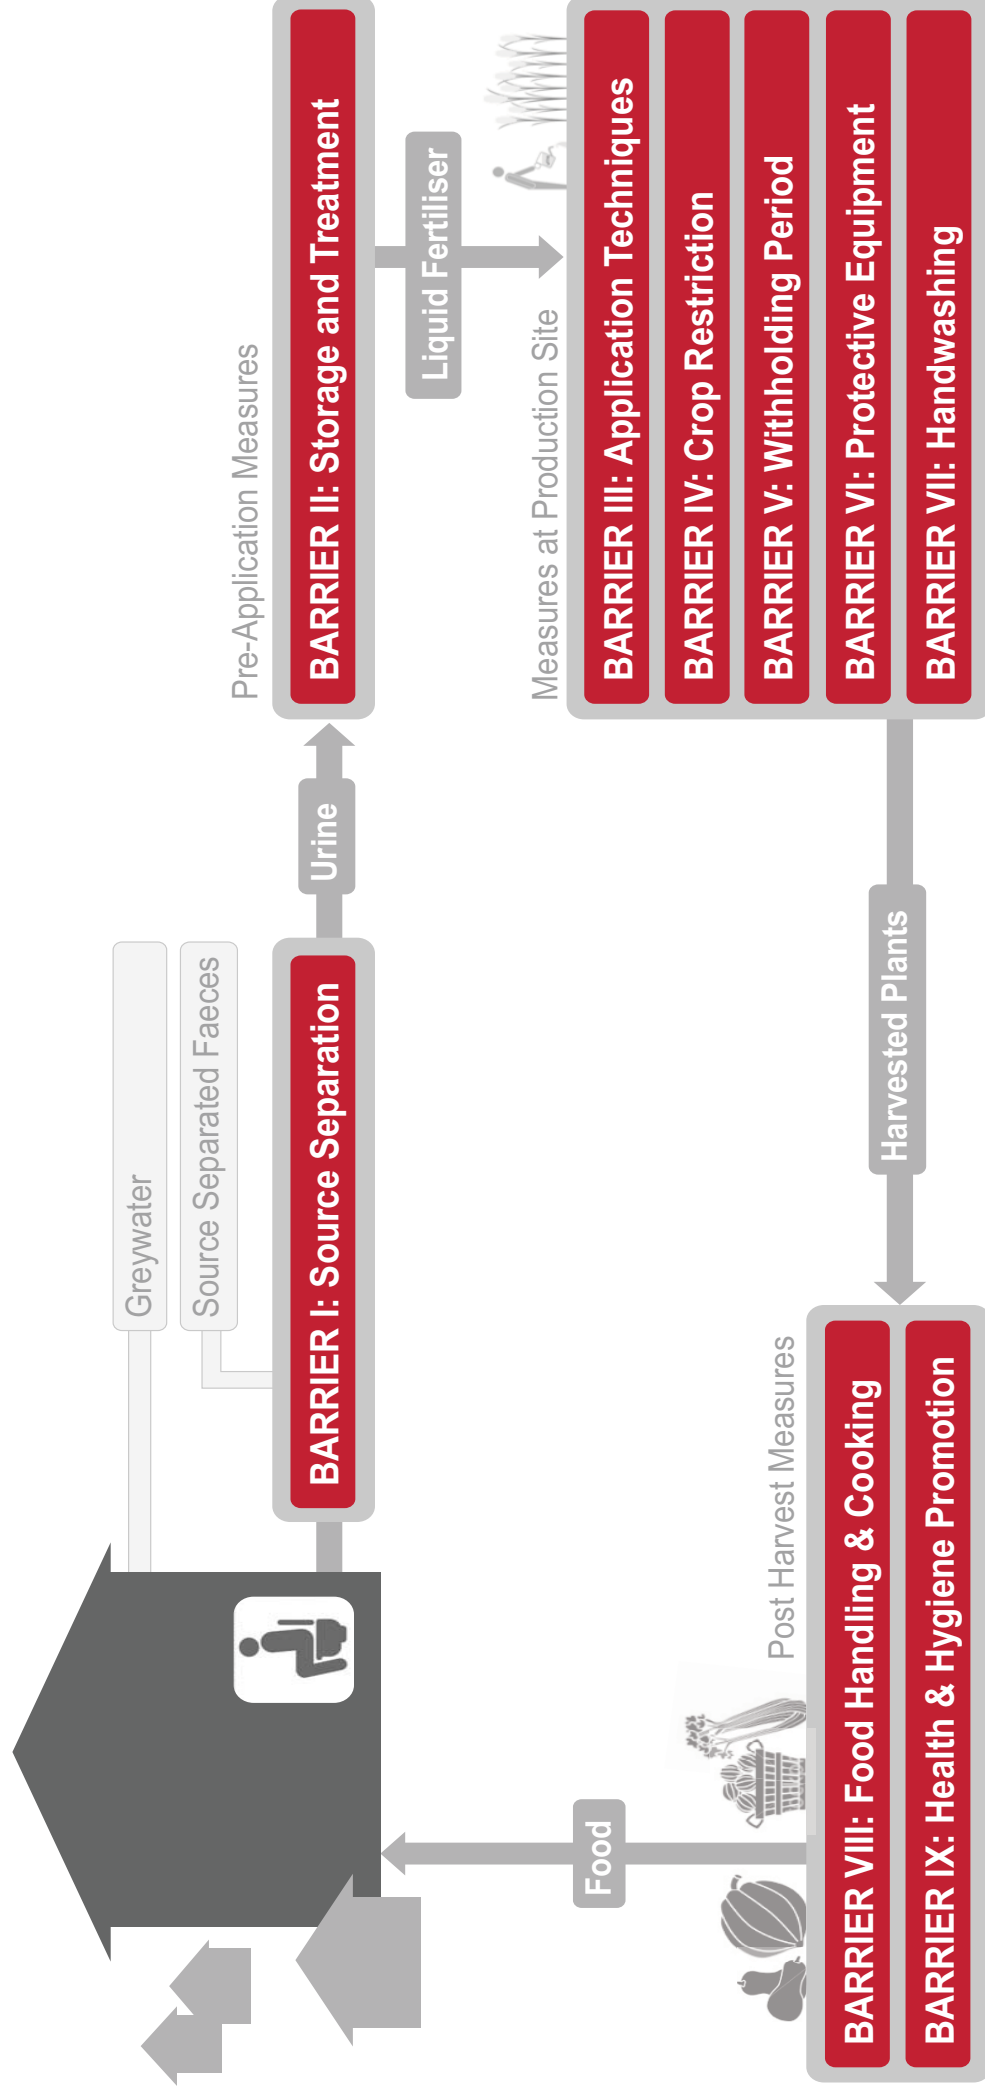 Greywater
Source Separated Faeces
BARRIER I: Source Separation
Urine
Pre-Application Measures
BARRIER II: Storage and Treatment
Liquid Fertiliser
Measures at Production Site
BARRIER III: Application Techniques
BARRIER IV: Crop Restriction
BARRIER V: Withholding Period
BARRIER VI: Protective Equipment
BARRIER VII: Handwashing
Harvested Plants
Post Harvest Measures
BARRIER VIII: Food Handling & Cooking
BARRIER IX: Health & Hygiene Promotion
Food